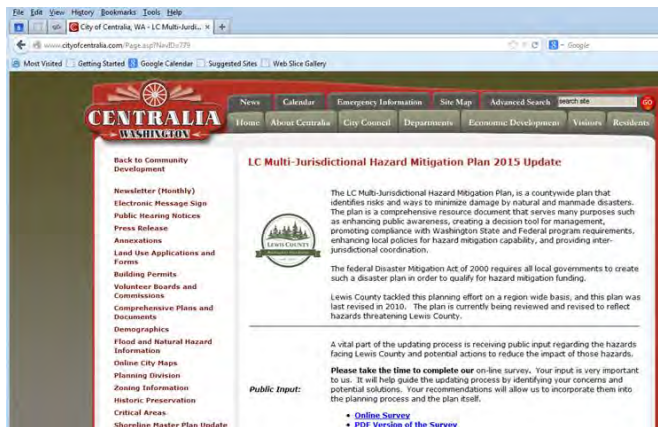 File Edit View History Bookmarks Tools Help
City of Centralia, WA - LC Multi-Jurdi... × +
www.cityofcentralia.com/Page.asp?NavID=779
Google
Most Visited Getting Started Google Calendar Suggested Sites Web Slice Gallery
News Calendar Emergency Information Site Map Advanced Search search site GO
CENTRALIA
WASHINGTON
Home About Centralia City Council Departments Economic Development Visitors Residents
Back to Community
Development
Newsletter (Monthly)
Electronic Message Sign
Public Hearing Notices
Press Release
Annexations
Land Use Applications and
Forms
Building Permits
Volunteer Boards and
Commissions
Comprehensive Plans and
Documents
Demographics
Flood and Natural Hazard
Information
Online City Maps
Planning Division
Zoning Information
Historic Preservation
Critical Areas
Shoreline Master Plan Update
LC Multi-Jurisdictional Hazard Mitigation Plan 2015 Update
LEWIS COUNTY
The LC Multi-Jurisdictional Hazard Mitigation Plan, is a countywide plan that
identifies risks and ways to minimize damage by natural and manmade disasters.
The plan is a comprehensive resource document that serves many purposes such
as enhancing public awareness, creating a decision tool for management,
promoting compliance with Washington State and Federal program requirements,
enhancing local policies for hazard mitigation capability, and providing inter-
jurisdictional coordination.
The federal Disaster Mitigation Act of 2000 requires all local governments to create
such a disaster plan in order to qualify for hazard mitigation funding.
Lewis County tackled this planning effort on a region wide basis, and this plan was
last revised in 2010. The plan is currently being reviewed and revised to reflect
hazards threatening Lewis County.
Public Input:
A vital part of the updating process is receiving public input regarding the hazards
facing Lewis County and potential actions to reduce the impact of those hazards.
Please take the time to complete our on-line survey. Your input is very important
to us. It will help guide the updating process by identifying your concerns and
potential solutions. Your recommendations will allow us to incorporate them into
the planning process and the plan itself.
• Online Survey
• PDF Version of the Survey